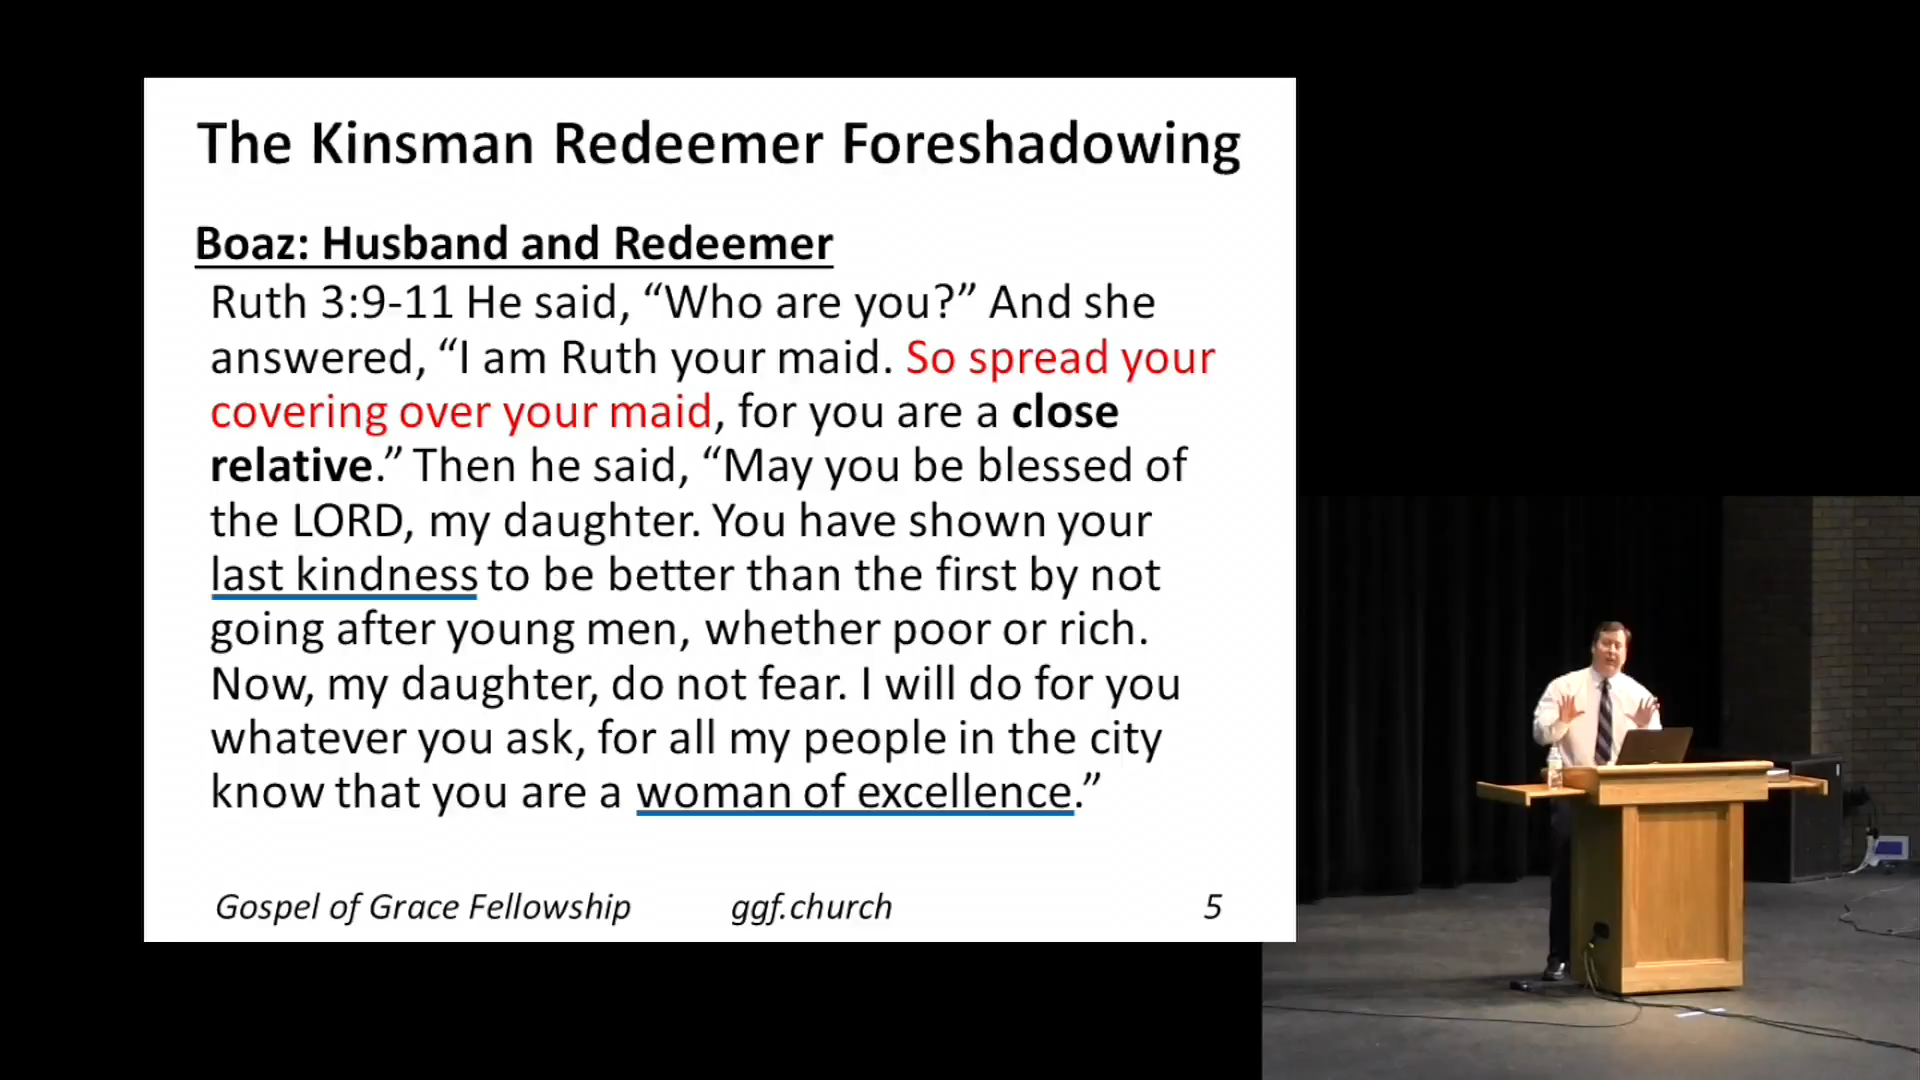 The Kinsman Redeemer Foreshadowing
Boaz: Husband and Redeemer
Ruth 3:9-11 He said, “Who are you?” And she
answered, “I am Ruth your maid. So spread your
covering over your maid, for you are a close
relative.” Then he said, “May you be blessed of
the LORD, my daughter. You have shown your
last kindness to be better than the first by not
going after young men, whether poor or rich.
Now, my daughter, do not fear. I will do for you
whatever you ask, for all my people in the city
know that you are a woman of excellence.”
Gospel of Grace Fellowship ggf.church 5